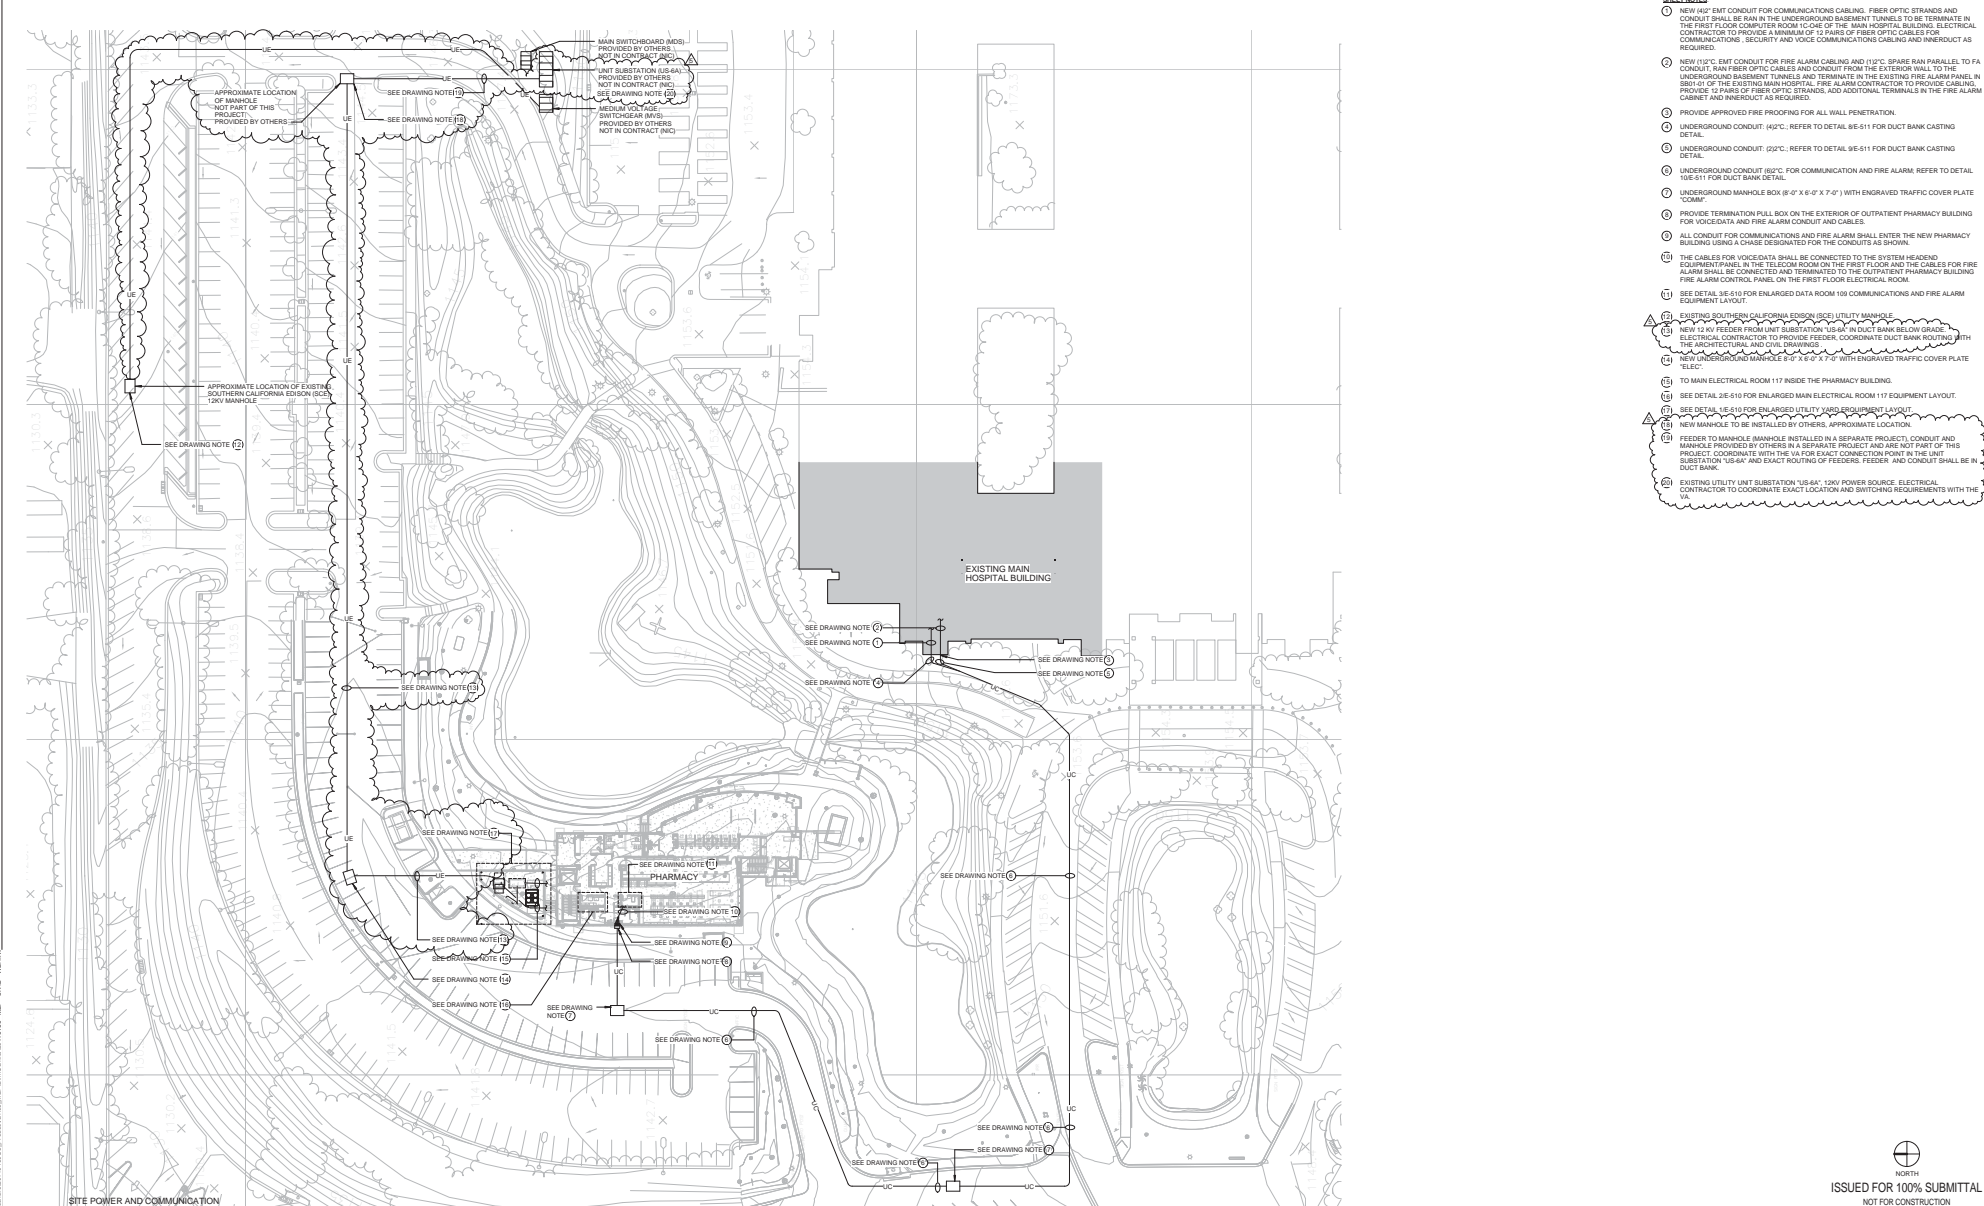 MAIN SWITCHBOARD (MDS)
PROVIDED BY OTHERS
NOT IN CONTRACT (NIC)
UNIT SUBSTATION (US-6A)
PROVIDED BY OTHERS
NOT IN CONTRACT (NIC)
SEE DRAWING NOTE 20
MEDIUM VOLTAGE
SWITCHGEAR (MVS)
PROVIDED BY OTHERS
NOT IN CONTRACT (NIC)
APPROXIMATE LOCATION
OF MANHOLE
NOT PART OF THIS
PROJECT;
PROVIDED BY OTHERS
SEE DRAWING NOTE 19
SEE DRAWING NOTE 18
UE
UE
UE
UE
UE
UE
UE
APPROXIMATE LOCATION OF EXISTING
SOUTHERN CALIFORNIA EDISON (SCE)
12KV MANHOLE
SEE DRAWING NOTE 12
EXISTING MAIN
HOSPITAL BUILDING
UE
SEE DRAWING NOTE 2
SEE DRAWING NOTE 1
SEE DRAWING NOTE 3
SEE DRAWING NOTE 5
SEE DRAWING NOTE 4
UC
SEE DRAWING NOTE 13
UC
SEE DRAWING NOTE 17
UE
SEE DRAWING NOTE 11
PHARMACY
UE
SEE DRAWING NOTE 6
SEE DRAWING NOTE 10
SEE DRAWING NOTE 13
SEE DRAWING NOTE 9
SEE DRAWING NOTE 15
SEE DRAWING NOTE 8
UC
SEE DRAWING NOTE 14
SEE DRAWING NOTE 16
SEE DRAWING
NOTE 7
UC
SEE DRAWING NOTE 6
UC
UC
SEE DRAWING NOTE 6
SEE DRAWING NOTE 7
SEE DRAWING NOTE 6
UC
UC
SITE POWER AND COMMUNICATION
1 NEW (4)2" EMT CONDUIT FOR COMMUNICATIONS CABLING. FIBER OPTIC STRANDS AND
CONDUIT SHALL BE RAN IN THE UNDERGROUND BASEMENT TUNNELS TO BE TERMINATE IN
THE FIRST FLOOR COMPUTER ROOM 1C-O4E OF THE MAIN HOSPITAL BUILDING. ELECTRICAL
CONTRACTOR TO PROVIDE A MINIMUM OF 12 PAIRS OF FIBER OPTIC CABLES FOR
COMMUNICATIONS , SECURITY AND VOICE COMMUNICATIONS CABLING AND INNERDUCT AS
REQUIRED.
2 NEW (1)2"C. EMT CONDUIT FOR FIRE ALARM CABLING AND (1)2"C. SPARE RAN PARALLEL TO FA
CONDUIT, RAN FIBER OPTIC CABLES AND CONDUIT FROM THE EXTERIOR WALL TO THE
UNDERGROUND BASEMENT TUNNELS AND TERMINATE IN THE EXISTING FIRE ALARM PANEL IN
SB01-01 OF THE EXISTING MAIN HOSPITAL. FIRE ALARM CONTRACTOR TO PROVIDE CABLING,
PROVIDE 12 PAIRS OF FIBER OPTIC STRANDS, ADD ADDITONAL TERMINALS IN THE FIRE ALARM
CABINET AND INNERDUCT AS REQUIRED.
3 PROVIDE APPROVED FIRE PROOFING FOR ALL WALL PENETRATION.
4 UNDERGROUND CONDUIT: (4)2"C.; REFER TO DETAIL 8/E-511 FOR DUCT BANK CASTING
DETAIL.
5 UNDERGROUND CONDUIT: (2)2"C.; REFER TO DETAIL 9/E-511 FOR DUCT BANK CASTING
DETAIL.
6 UNDERGROUND CONDUIT (6)2"C. FOR COMMUNICATION AND FIRE ALARM; REFER TO DETAIL
10/E-511 FOR DUCT BANK DETAIL.
7 UNDERGROUND MANHOLE BOX (8'-0" X 6'-0" X 7'-0" ) WITH ENGRAVED TRAFFIC COVER PLATE
"COMM".
8 PROVIDE TERMINATION PULL BOX ON THE EXTERIOR OF OUTPATIENT PHARMACY BUILDING
FOR VOICE/DATA AND FIRE ALARM CONDUIT AND CABLES.
9 ALL CONDUIT FOR COMMUNICATIONS AND FIRE ALARM SHALL ENTER THE NEW PHARMACY
BUILDING USING A CHASE DESIGNATED FOR THE CONDUITS AS SHOWN.
10 THE CABLES FOR VOICE/DATA SHALL BE CONNECTED TO THE SYSTEM HEADEND
EQUIPMENT/PANEL IN THE TELECOM ROOM ON THE FIRST FLOOR AND THE CABLES FOR FIRE
ALARM SHALL BE CONNECTED AND TERMINATED TO THE OUTPATIENT PHARMACY BUILDING
FIRE ALARM CONTROL PANEL ON THE FIRST FLOOR ELECTRICAL ROOM.
11 SEE DETAIL 3/E-510 FOR ENLARGED DATA ROOM 109 COMMUNICATIONS AND FIRE ALARM
EQUIPMENT LAYOUT.
12 EXISTING SOUTHERN CALIFORNIA EDISON (SCE) UTILITY MANHOLE.
13 NEW 12 KV FEEDER FROM UNIT SUBSTATION "US-6A" IN DUCT BANK BELOW GRADE.
ELECTRICAL CONTRACTOR TO PROVIDE FEEDER, COORDINATE DUCT BANK ROUTING WITH
THE ARCHITECTURAL AND CIVIL DRAWINGS .
14 NEW UNDERGROUND MANHOLE 8'-0" X 6'-0" X 7'-0" WITH ENGRAVED TRAFFIC COVER PLATE
"ELEC".
15 TO MAIN ELECTRICAL ROOM 117 INSIDE THE PHARMACY BUILDING.
16 SEE DETAIL 2/E-510 FOR ENLARGED MAIN ELECTRICAL ROOM 117 EQUIPMENT LAYOUT.
17 SEE DETAIL 1/E-510 FOR ENLARGED UTILITY YARD ERQUIPMENT LAYOUT.
18 NEW MANHOLE TO BE INSTALLED BY OTHERS, APPROXIMATE LOCATION.
19 FEEDER TO MANHOLE (MANHOLE INSTALLED IN A SEPARATE PROJECT), CONDUIT AND
MANHOLE PROVIDED BY OTHERS IN A SEPARATE PROJECT AND ARE NOT PART OF THIS
PROJECT. COORDINATE WITH THE VA FOR EXACT CONNECTION POINT IN THE UNIT
SUBSTATION "US-6A" AND EXACT ROUTING OF FEEDERS. FEEDER AND CONDUIT SHALL BE IN
DUCT BANK.
20 EXISTING UTILITY UNIT SUBSTATION "US-6A", 12KV POWER SOURCE. ELECTRICAL
CONTRACTOR TO COORDINATE EXACT LOCATION AND SWITCHING REQUIREMENTS WITH THE
VA.
NORTH
ISSUED FOR 100% SUBMITTAL
NOT FOR CONSTRUCTION